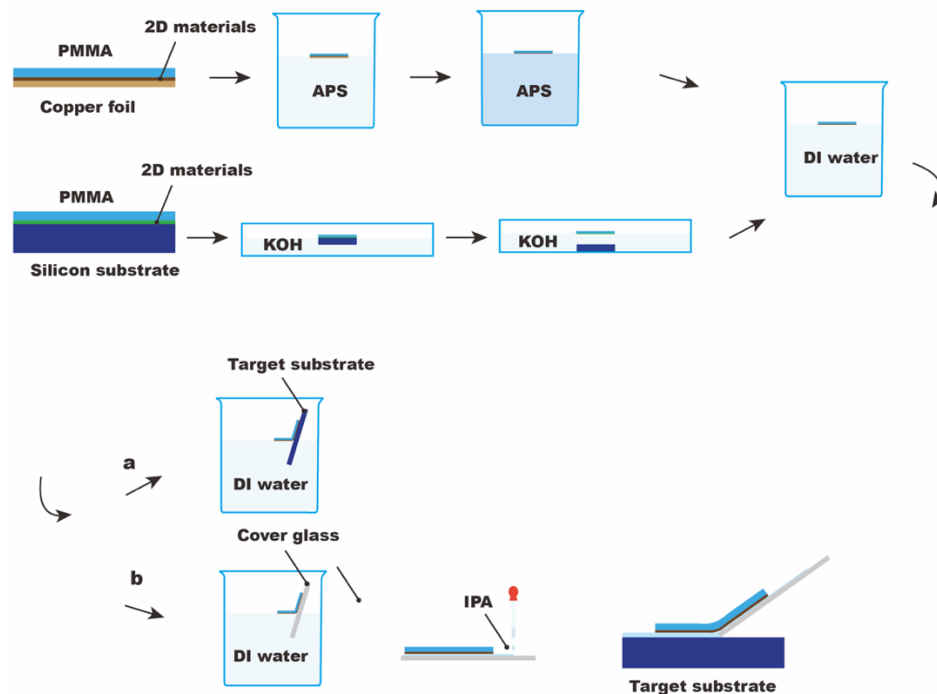 2D materials
PMMA
Copper foil
APS
APS
DI water
2D materials
PMMA
Silicon substrate
KOH
KOH
Target substrate
a
DI water
Cover glass
b
DI water
IPA
Target substrate